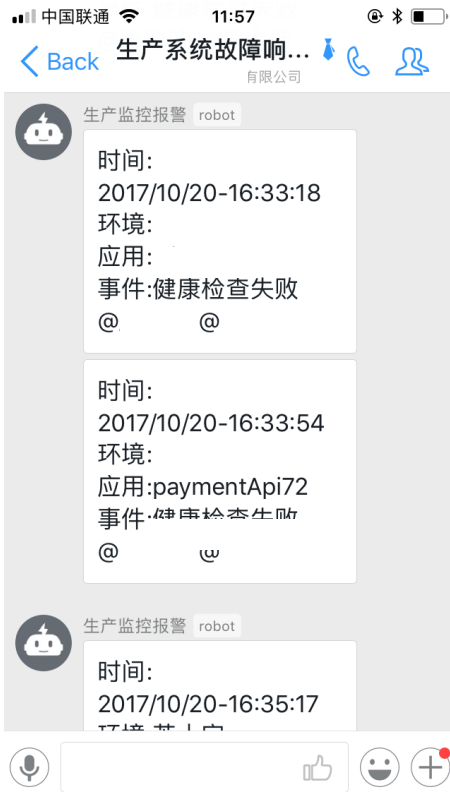 中国联通
11:57
Back
生产系统故障响...
有限公司
生产监控报警 robot
时间:
2017/10/20-16:33:18
环境:
应用:
事件:健康检查失败
@ @
时间:
2017/10/20-16:33:54
环境:
应用:paymentApi72
事件:健康检查失败
@ @
生产监控报警 robot
时间:
2017/10/20-16:35:17
环境: